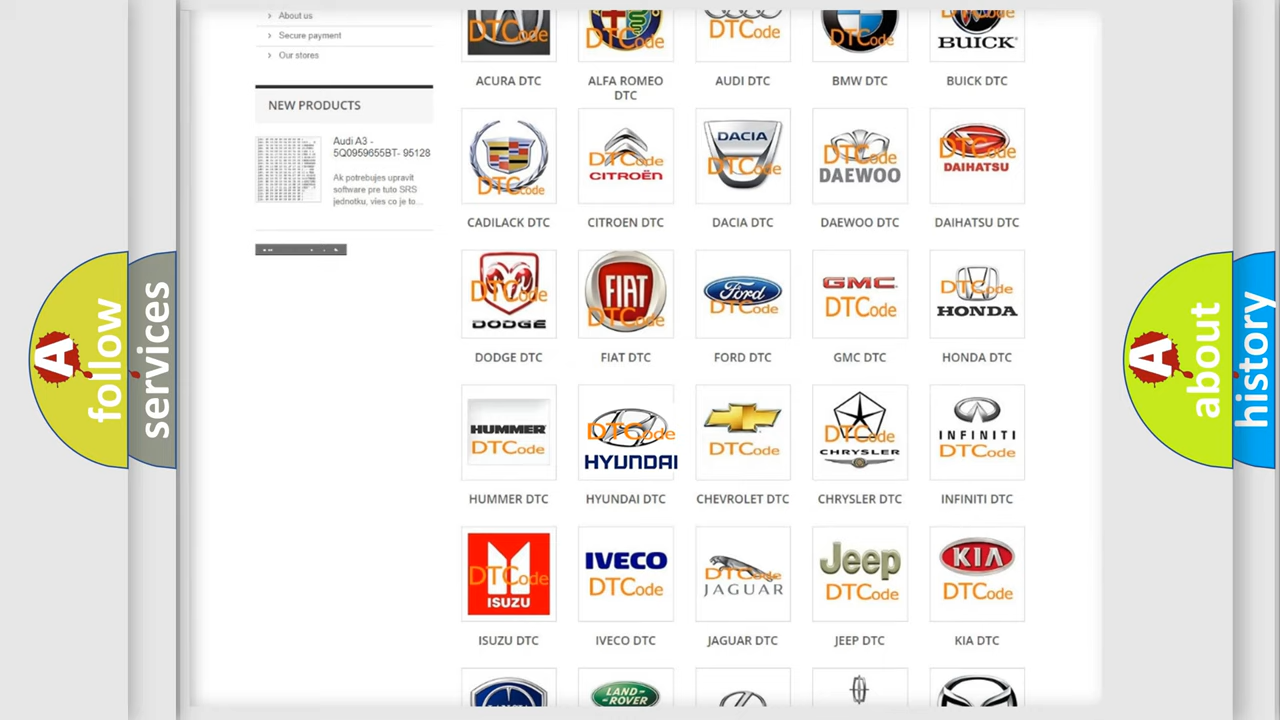 About us
Secure payment
Our stores
NEW PRODUCTS
Audi A3 -
5Q0959655BT- 95128
Ak potrebujes upravit
software pre tuto SRS
jednotku, vies co je to...
DTCode
DTCode
DTCode
DTCode
BUICK
ACURA DTC
ALFA ROMEO
DTC
AUDI DTC
BMW DTC
BUICK DTC
DTCode
DTCode
CITROËN
DACIA
DTCode
DTCode
DAEWOO
DTCode
DAIHATSU
CADILACK DTC
CITROEN DTC
DACIA DTC
DAEWOO DTC
DAIHATSU DTC
DTCode
DODGE
FIAT
DTCode
Ford
DTCode
GMC
DTCode
DTCode
HONDA
DODGE DTC
FIAT DTC
FORD DTC
GMC DTC
HONDA DTC
HUMMER
DTCode
DTCode
HYUNDAI
DTCode
DTCode
CHRYSLER
INFINITI
DTCode
HUMMER DTC
HYUNDAI DTC
CHEVROLET DTC
CHRYSLER DTC
INFINITI DTC
DTCode
ISUZU
IVECO
DTCode
DTCode
JAGUAR
Jeep
DTCode
KIA
DTCode
ISUZU DTC
IVECO DTC
JAGUAR DTC
JEEP DTC
KIA DTC
LAND-
ROVER
A
follow
services
A
about
history